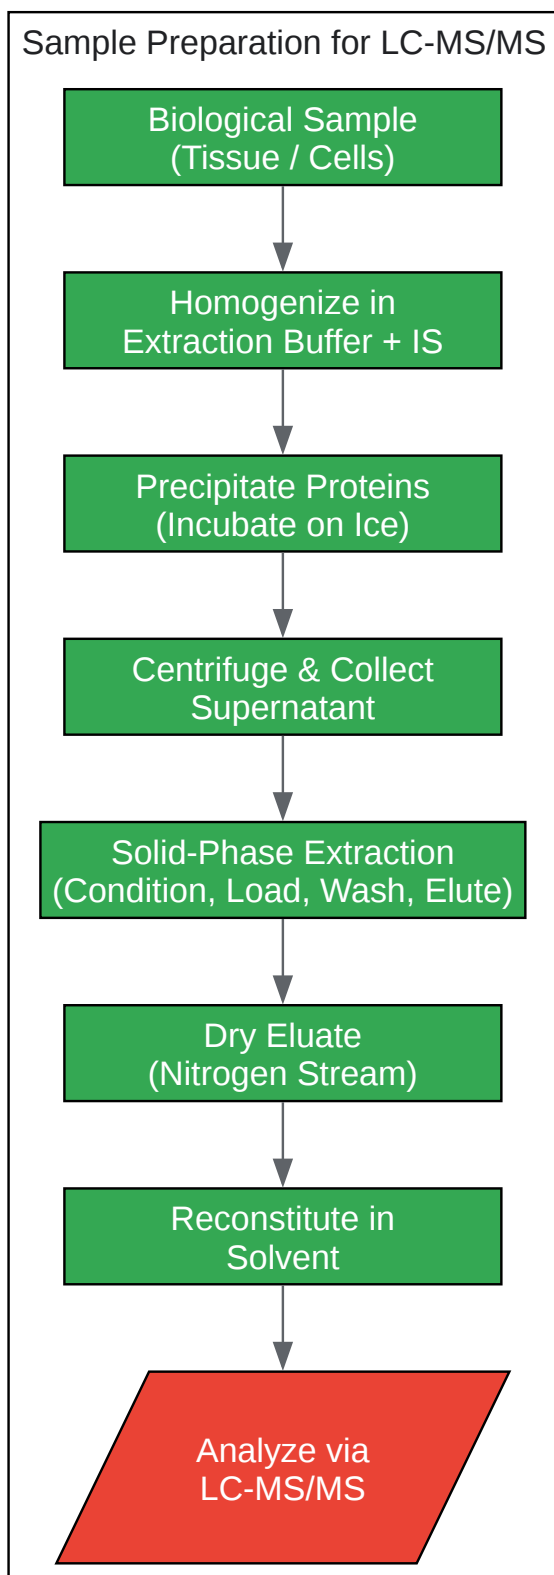 Sample Preparation for LC-MS/MS
Biological Sample
(Tissue / Cells)
Homogenize in
Extraction Buffer + IS
Precipitate Proteins
(Incubate on Ice)
Centrifuge & Collect
Supernatant
Solid-Phase Extraction
(Condition, Load, Wash, Elute)
Dry Eluate
(Nitrogen Stream)
Reconstitute in
Solvent
Analyze via
LC-MS/MS